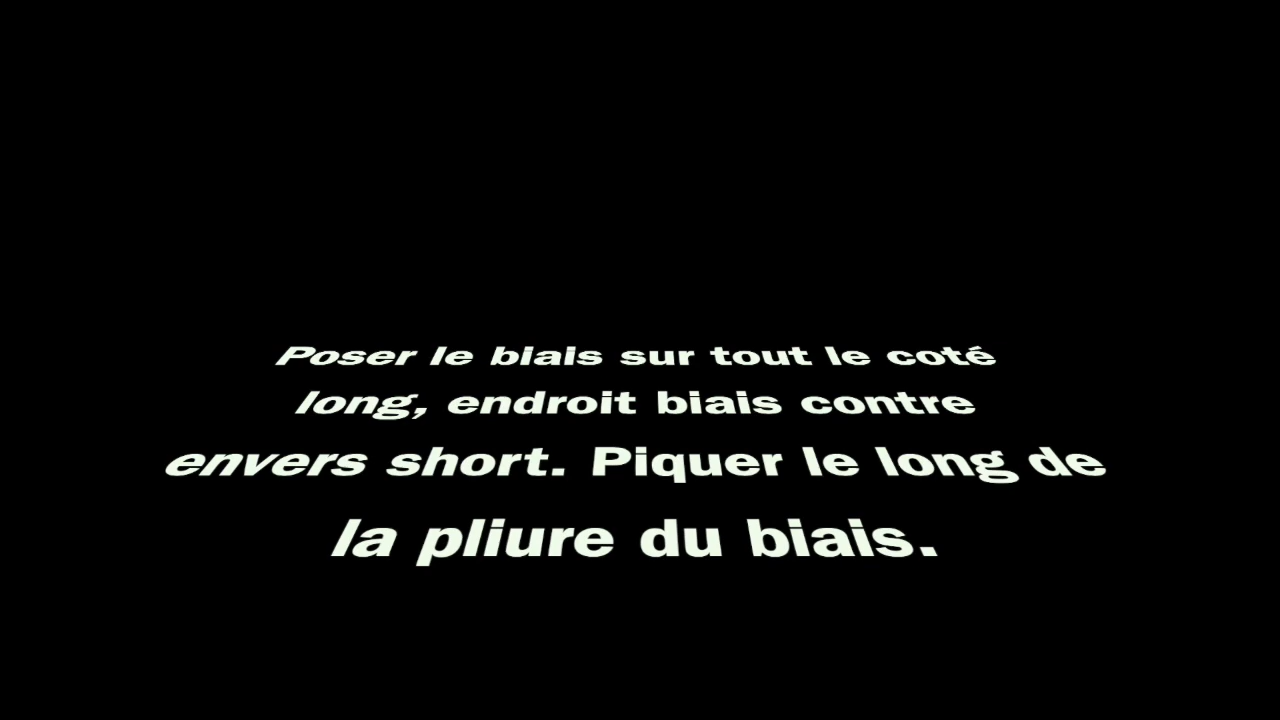 Poser le biais sur tout le coté
long, endroit biais contre
envers short. Piquer le long de
la pliure du biais.